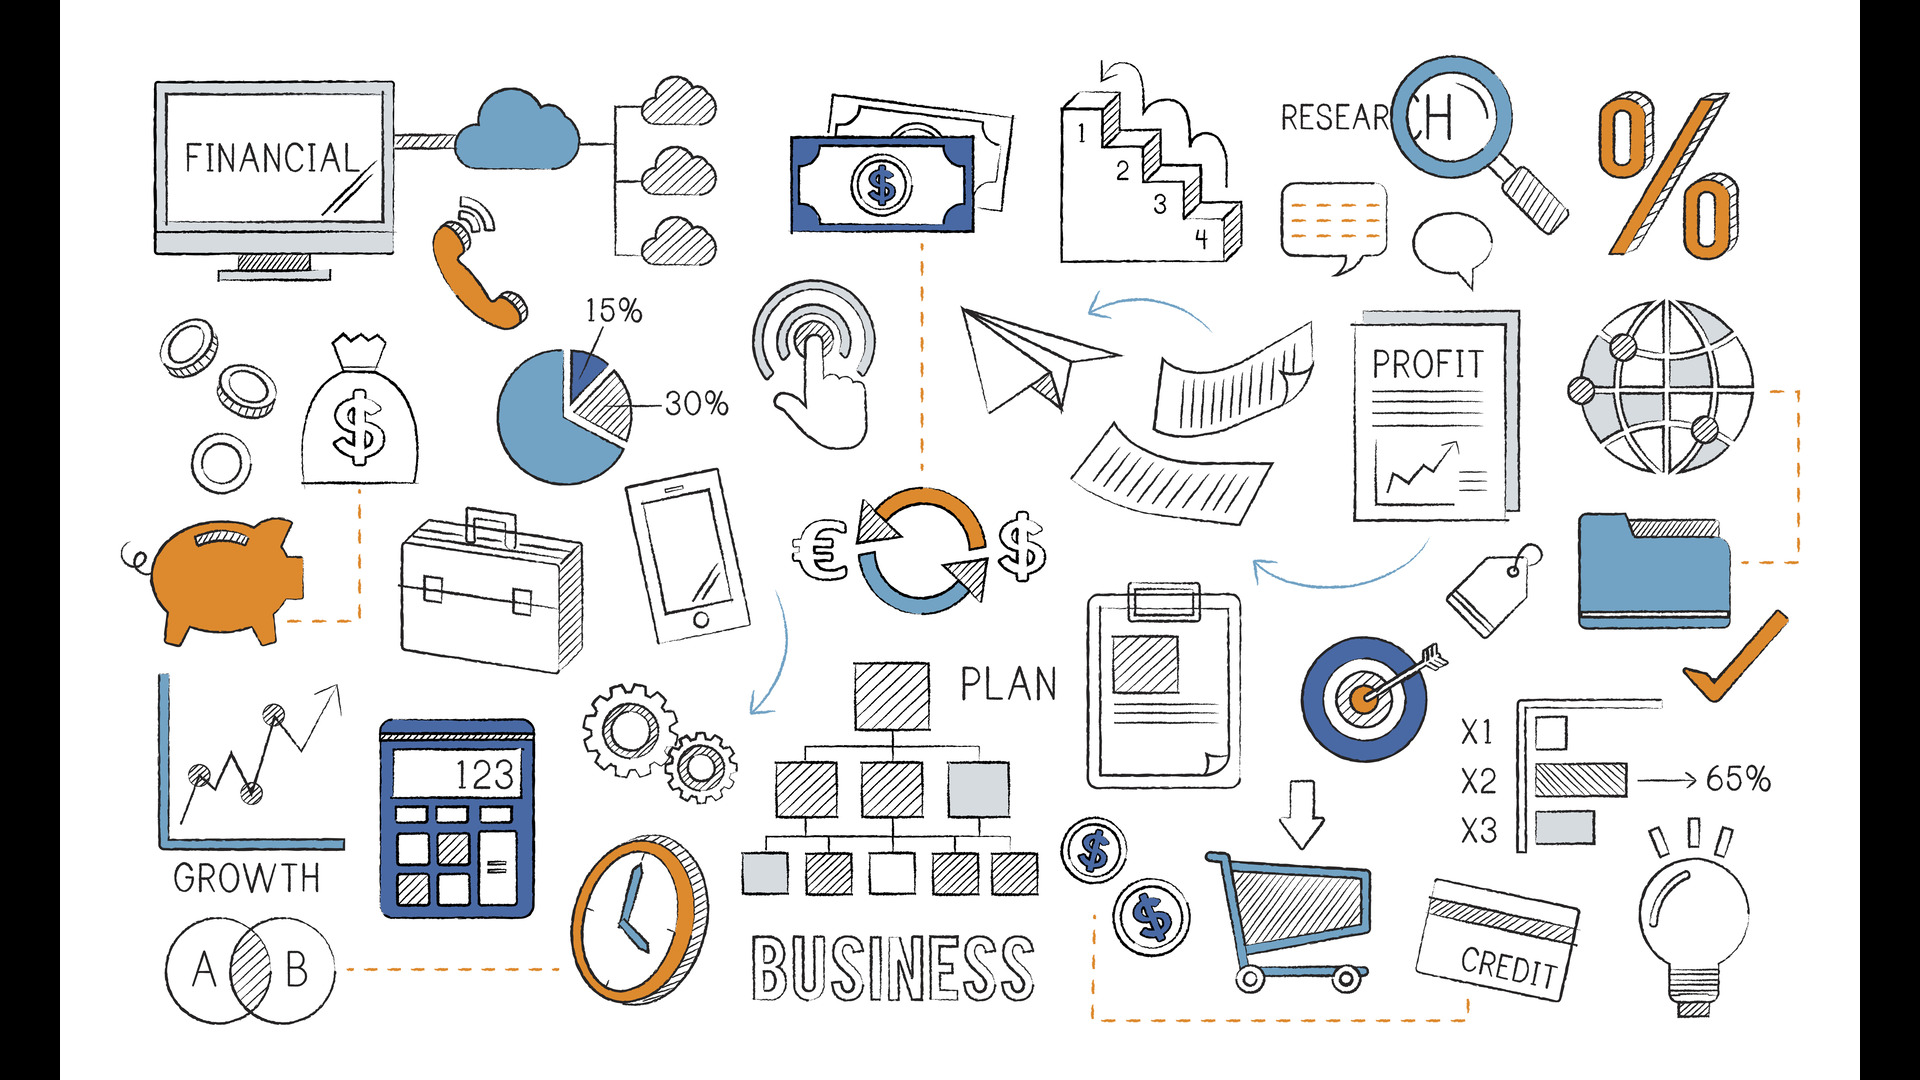 FINANCIAL
$
1
2
3
4
RESEARCH
%
15%
30%
$
PROFIT
€
$
PLAN
123
=
GROWTH
A B
BUSINESS
X1
X2
65%
X3
$
$
CREDIT